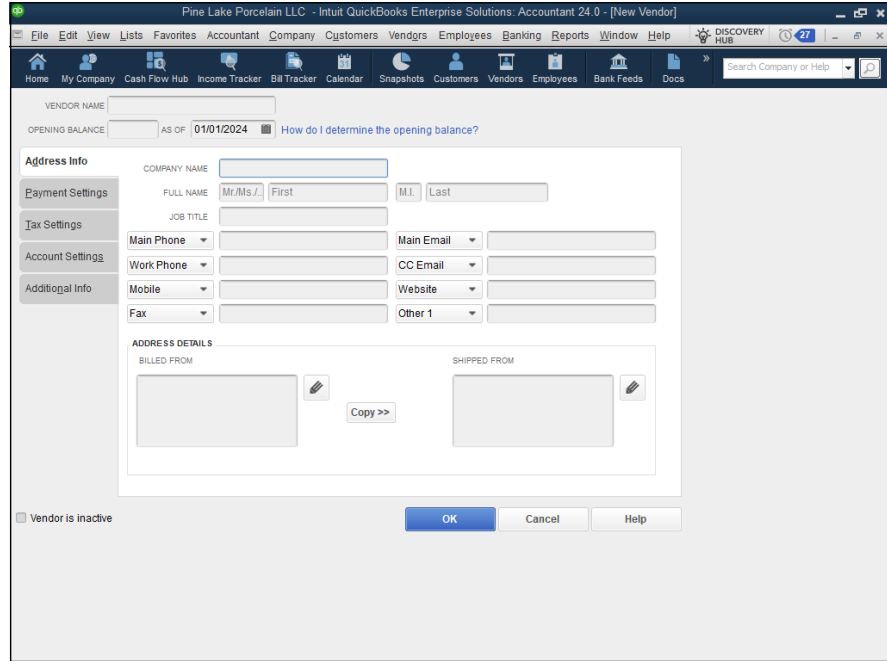 qb Pine Lake Porcelain LLC - Intuit QuickBooks Enterprise Solutions: Accountant 24.0 - [New Vendor]
File Edit View Lists Favorites Accountant Company Customers Vendors Employees Banking Reports Window Help DISCOVERY HUB 27
31
Home My Company Cash Flow Hub Income Tracker Bill Tracker Calendar Snapshots Customers Vendors Employees Bank Feeds Docs » Search Company or Help
VENDOR NAME
OPENING BALANCE AS OF 01/01/2024 How do I determine the opening balance?
Address Info
Payment Settings
Tax Settings
Account Settings
Additional Info
COMPANY NAME
FULL NAME Mr./Ms./.. First M.I. Last
JOB TITLE
Main Phone Main Email
Work Phone CC Email
Mobile Website
Fax Other 1
ADDRESS DETAILS
BILLED FROM SHIPPED FROM
Copy >>
Vendor is inactive OK Cancel Help